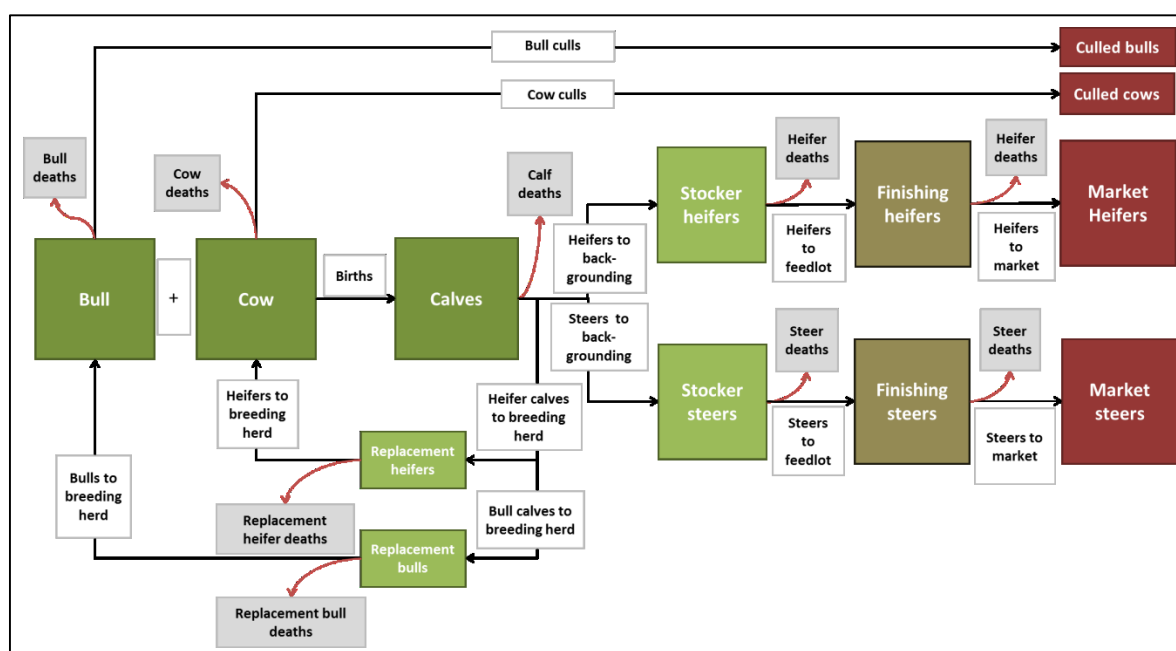 Bull culls
Culled bulls
Cow culls
Culled cows
Bull
deaths
Cow
deaths
Calf
deaths
Heifer
deaths
Heifer
deaths
Stocker
heifers
Finishing
heifers
Market
Heifers
Heifers to
back-
grounding
Heifers
to
feedlot
Heifers
to
market
Bull
+
Cow
Births
Calves
Steers to
back-
grounding
Steer
deaths
Steer
deaths
Stocker
steers
Finishing
steers
Market
steers
Steers
to
feedlot
Steers to
market
Heifers to
breeding
herd
Heifer calves
to breeding
herd
Replacement
heifers
Bulls to
breeding
herd
Bull calves to
breeding herd
Replacement
heifer deaths
Replacement
bulls
Replacement bull
deaths